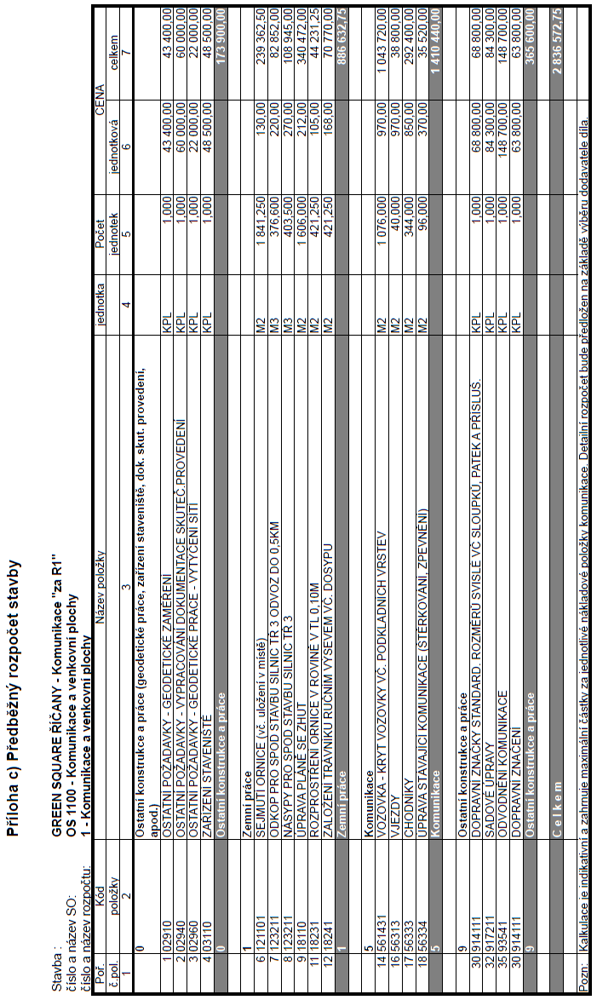 Příloha c) Předběžný rozpočet stavby
Stavba : GREEN SQUARE ŘÍČANY - Komunikace "za R1"
číslo a název SO: OS 1100 - Komunikace a venkovní plochy
číslo a název rozpočtu: 1 - Komunikace a venkovní plochy
Poř. Kód Název položky jednotka Počet CENA
č.pol. položky jednotek jednotková celkem
1 2 3 4 5 6 7
0 Ostatní konstrukce a práce (geodetické práce, zařízení staveniště, dok. skut. provedení,
apod.)
1 02910 OSTATNÍ POŽADAVKY - GEODETICKÉ ZAMĚŘENÍ KPL 1,000 43 400,00 43 400,00
2 02940 OSTATNÍ POŽADAVKY - VYPRACOVÁNÍ DOKUMENTACE SKUTEČ.PROVEDENÍ KPL 1,000 60 000,00 60 000,00
3 02960 OSTATNÍ POŽADAVKY - GEODETICKÉ PRÁCE - VYTÝČENÍ SÍTÍ KPL 1,000 22 000,00 22 000,00
4 03110 ZAŘÍZENÍ STAVENIŠTĚ KPL 1,000 48 500,00 48 500,00
0 Ostatní konstrukce a práce 173 900,00
1 Zemní práce
6 121101 SEJMUTÍ ORNICE (vč. uložení v místě) M2 1 841,250 130,00 239 362,50
7 123211 ODKOP PRO SPOD STAVBU SILNIC TŘ 3 ODVOZ DO 0,5KM M3 376,600 220,00 82 852,00
8 123211 NÁSYPY PRO SPOD STAVBU SILNIC TŘ 3 M3 403,500 270,00 108 945,00
9 18110 ÚPRAVA PLÁNĚ SE ZHUT M2 1 606,000 212,00 340 472,00
11 18231 ROZPROSTŘENÍ ORNICE V ROVINĚ V TL 0,10M M2 421,250 105,00 44 231,25
12 18241 ZALOŽENÍ TRÁVNÍKU RUČNÍM VÝSEVEM VČ. DOSYPU M2 421,250 168,00 70 770,00
1 Zemní práce 886 632,75
5 Komunikace
14 561431 VOZOVKA - KRYT VOZOVKY VČ. PODKLADNÍCH VRSTEV M2 1 076,000 970,00 1 043 720,00
16 56313 VJEZDY M2 40,000 970,00 38 800,00
17 56333 CHODNÍKY M2 344,000 850,00 292 400,00
18 56334 ÚPRAVA STÁVAJÍCÍ KOMUNIKACE (ŠTĚRKOVÁNÍ, ZPEVNĚNÍ) M2 96,000 370,00 35 520,00
5 Komunikace 1 410 440,00
9 Ostatní konstrukce a práce
30 914111 DOPRAVNÍ ZNAČKY STANDARD. ROZMĚRU SVISLÉ VČ SLOUPKŮ, PATEK A PŘÍSLUŠ. KPL 1,000 68 800,00 68 800,00
32 917211 SADOVÉ ÚPRAVY KPL 1,000 84 300,00 84 300,00
35 93541 ODVODNĚNÍ KOMUNIKACE KPL 1,000 148 700,00 148 700,00
30 914111 DOPRAVNÍ ZNAČENÍ KPL 1,000 63 800,00 63 800,00
9 Ostatní konstrukce a práce 365 600,00
C e l k e m 2 836 572,75
Pozn: Kalkulace je indikativní a zahrnuje maximální částky za jednotlivé nákladové položky komunikace. Detailní rozpočet bude předložen na základě výběru dodavatele díla.